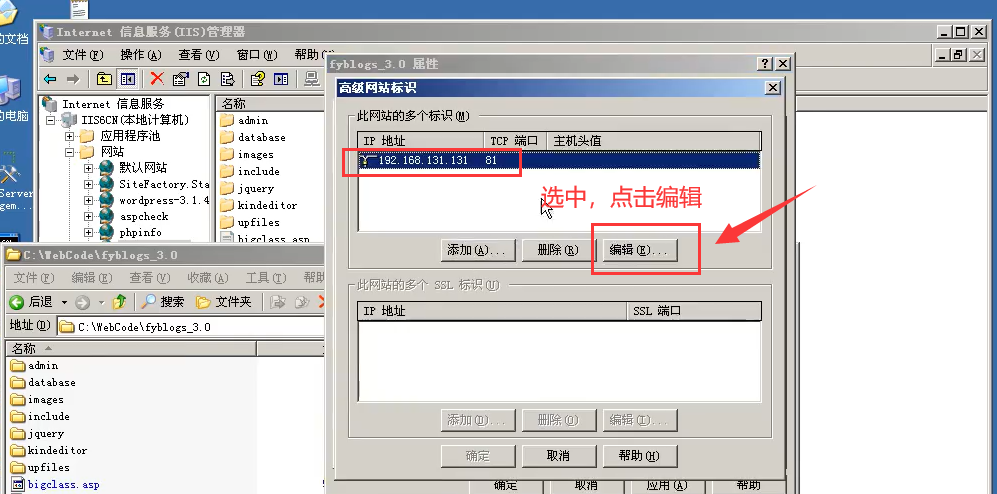 的文档
Internet 信息服务(IIS)管理器
文件(F) 操作(A) 查看(V) 窗口(W) 帮助
的电脑
Internet 信息服务
IIS6CN(本地计算机)
应用程序池
网站
默认网站
SiteFactory.Sta
wordpress-3.1.4
aspcheck
phpinfo
名称
admin
database
images
include
jquery
kindeditor
upfiles
bigclass.asp
Server
gem...
fyblogs_3.0 属性
高级网站标识
此网站的多个标识(M)
IP 地址 TCP 端口 主机头值
192.168.131.131 81
选中，点击编辑
添加(A)... 删除(R) 编辑(E)...
此网站的多个 SSL 标识(U)
IP 地址 SSL 端口
添加(D)... 删除(O) 编辑(I)...
确定 取消 帮助(H)
确定 取消 应用(A) 帮助
C:\WebCode\fyblogs_3.0
文件(F) 编辑(E) 查看(V) 收藏(A) 工具(T) 帮助
后退 搜索 文件夹
地址(D) C:\WebCode\fyblogs_3.0
名称
admin
database
images
include
jquery
kindeditor
upfiles
bigclass.asp